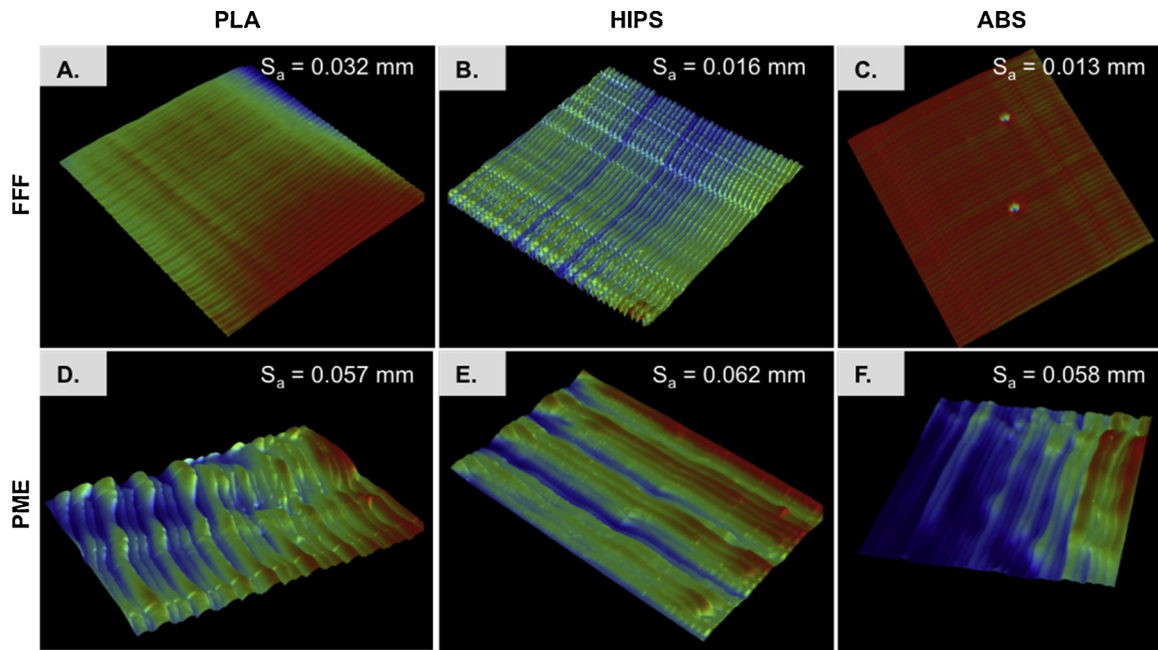 PLA HIPS ABS
FFF
A. Sa = 0.032 mm
B. Sa = 0.016 mm
C. Sa = 0.013 mm
PME
D. Sa = 0.057 mm
E. Sa = 0.062 mm
F. Sa = 0.058 mm